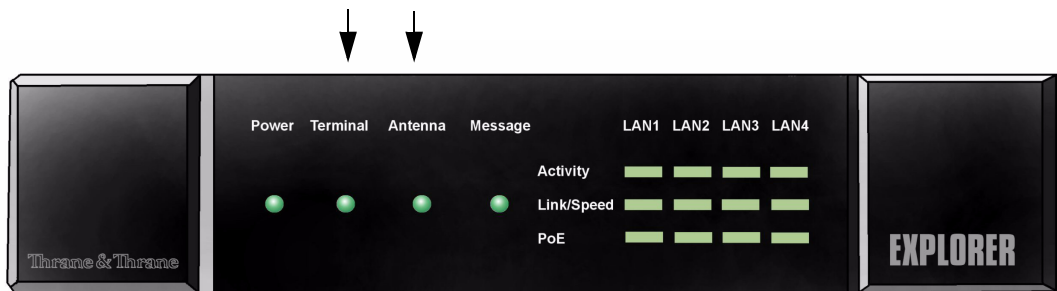 Power Terminal Antenna Message LAN1 LAN2 LAN3 LAN4
Activity
Link/Speed
PoE
Thrane & Thrane
EXPLORER